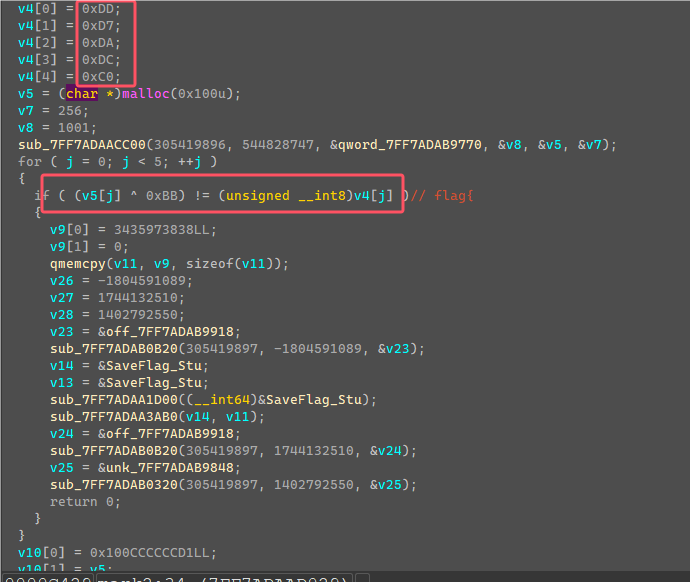 v4[0] = 0xDD;
v4[1] = 0xD7;
v4[2] = 0xDA;
v4[3] = 0xDC;
v4[4] = 0xC0;
v5 = (char *)malloc(0x100u);
v7 = 256;
v8 = 1001;
sub_7FF7ADAACC00(305419896, 544828747, &qword_7FF7ADAB9770, &v8, &v5, &v7);
for ( j = 0; j < 5; ++j )
{
if ( (v5[j] ^ 0xBB) != (unsigned __int8)v4[j] )// flag{
{
v9[0] = 3435973838LL;
v9[1] = 0;
qmemcpy(v11, v9, sizeof(v11));
v26 = -1804591089;
v27 = 1744132510;
v28 = 1402792550;
v23 = &off_7FF7ADAB9918;
sub_7FF7ADAB0B20(305419897, -1804591089, &v23);
v14 = &SaveFlag_Stu;
v13 = &SaveFlag_Stu;
sub_7FF7ADAA1D00((__int64)&SaveFlag_Stu);
sub_7FF7ADAA3AB0(v14, v11);
v24 = &off_7FF7ADAB9918;
sub_7FF7ADAB0B20(305419897, 1744132510, &v24);
v25 = &unk_7FF7ADAB9848;
sub_7FF7ADAB0320(305419897, 1402792550, &v25);
return 0;
}
}
v10[0] = 0x100CCCCCCD1LL;
v10[1] = v5;